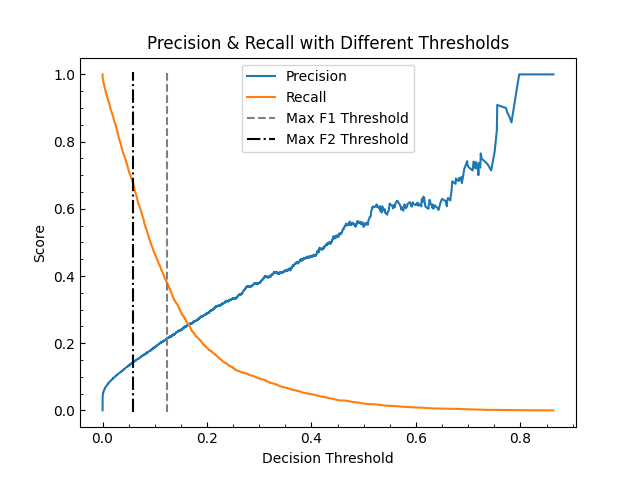 Precision & Recall with Different Thresholds
Precision
Recall
Max F1 Threshold
Max F2 Threshold
Score
1.0
0.8
0.6
0.4
0.2
0.0
0.0 0.2 0.4 0.6 0.8
Decision Threshold